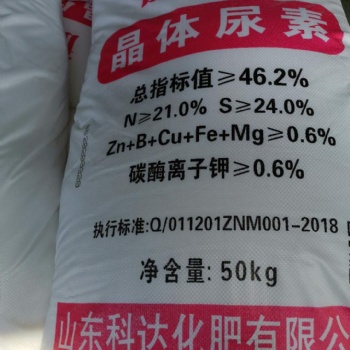 晶体尿素
总指标值≥46.2%
N≥21.0% S≥24.0%
Zn+B+Cu+Fe+Mg≥0.6%
碳酶离子钾≥0.6%
执行标准:Q/011201ZNM001-2018
净含量: 50kg
山东科达化肥有限公